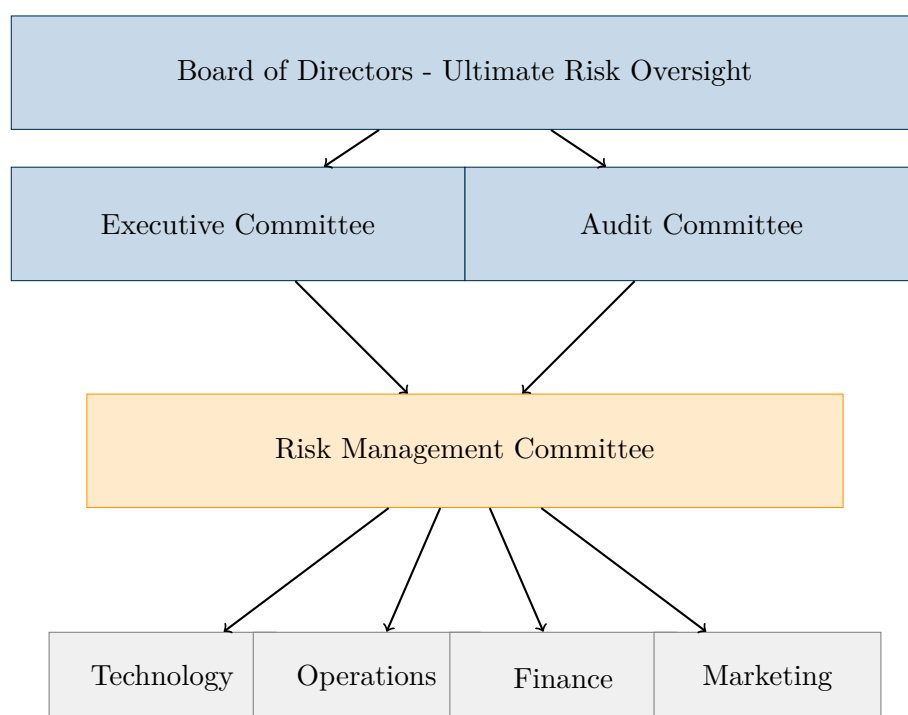 Board of Directors - Ultimate Risk Oversight
Executive Committee
Audit Committee
Risk Management Committee
Technology
Operations
Finance
Marketing